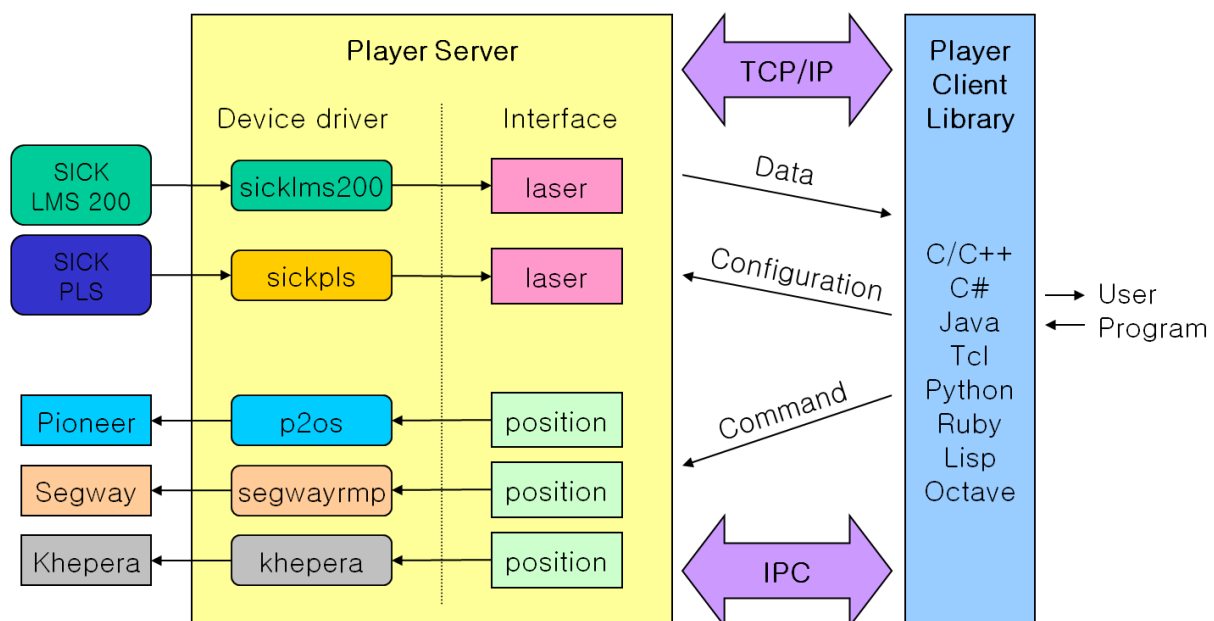 Player Server
Device driver
Interface
SICK
LMS 200
sicklms200
laser
SICK
PLS
sickpls
laser
Pioneer
p2os
position
Segway
segwayrmp
position
Khepera
khepera
position
TCP/IP
Data
Configuration
Command
IPC
Player
Client
Library
C/C++
C#
Java
Tcl
Python
Ruby
Lisp
Octave
User
Program